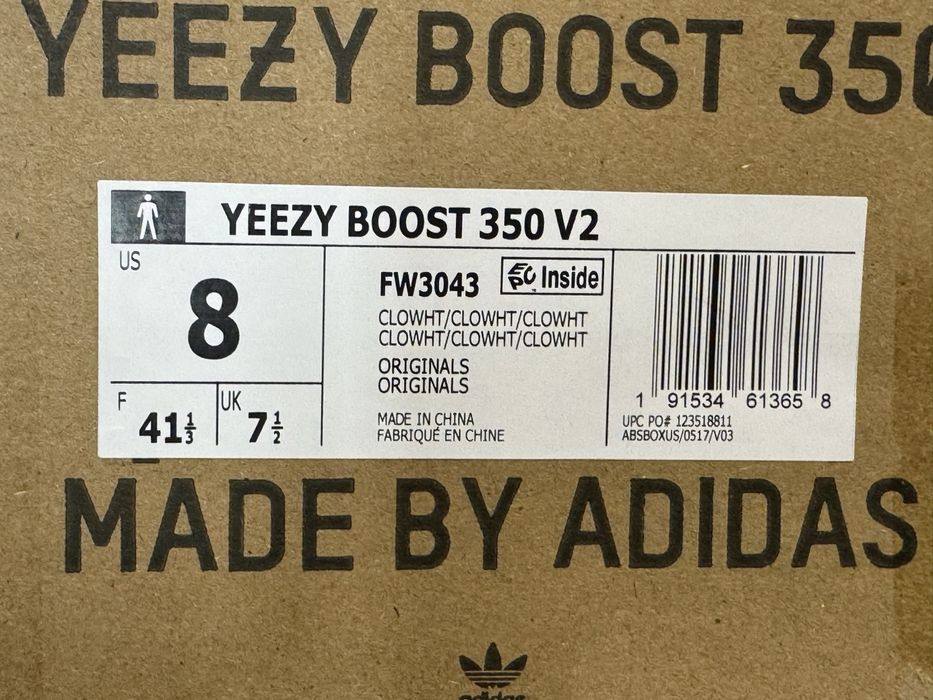 YEEZY BOOST 350
YEEZY BOOST 350 V2
US
8
F
41⅓
UK
7½
FW3043
EPC Inside
CLOWHT/CLOWHT/CLOWHT
CLOWHT/CLOWHT/CLOWHT
ORIGINALS
ORIGINALS
MADE IN CHINA
FABRIQUÉ EN CHINE
1 91534 61365 8
UPC PO# 123518811
ABSBOXUS/0517/V03
MADE BY ADIDAS
adidas